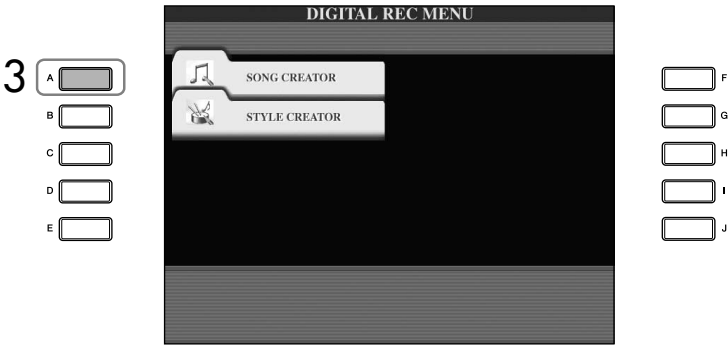 DIGITAL REC MENU
3
A
SONG CREATOR
F
B
STYLE CREATOR
G
C
H
D
I
E
J